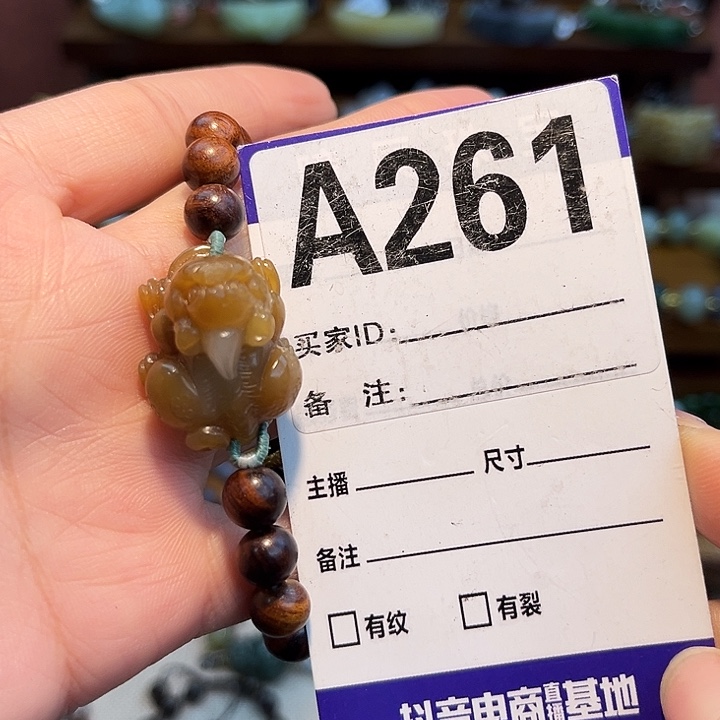 A261
买家ID:
备 注:
主播 尺寸
备注
有纹 有裂
抖音电商直播基地